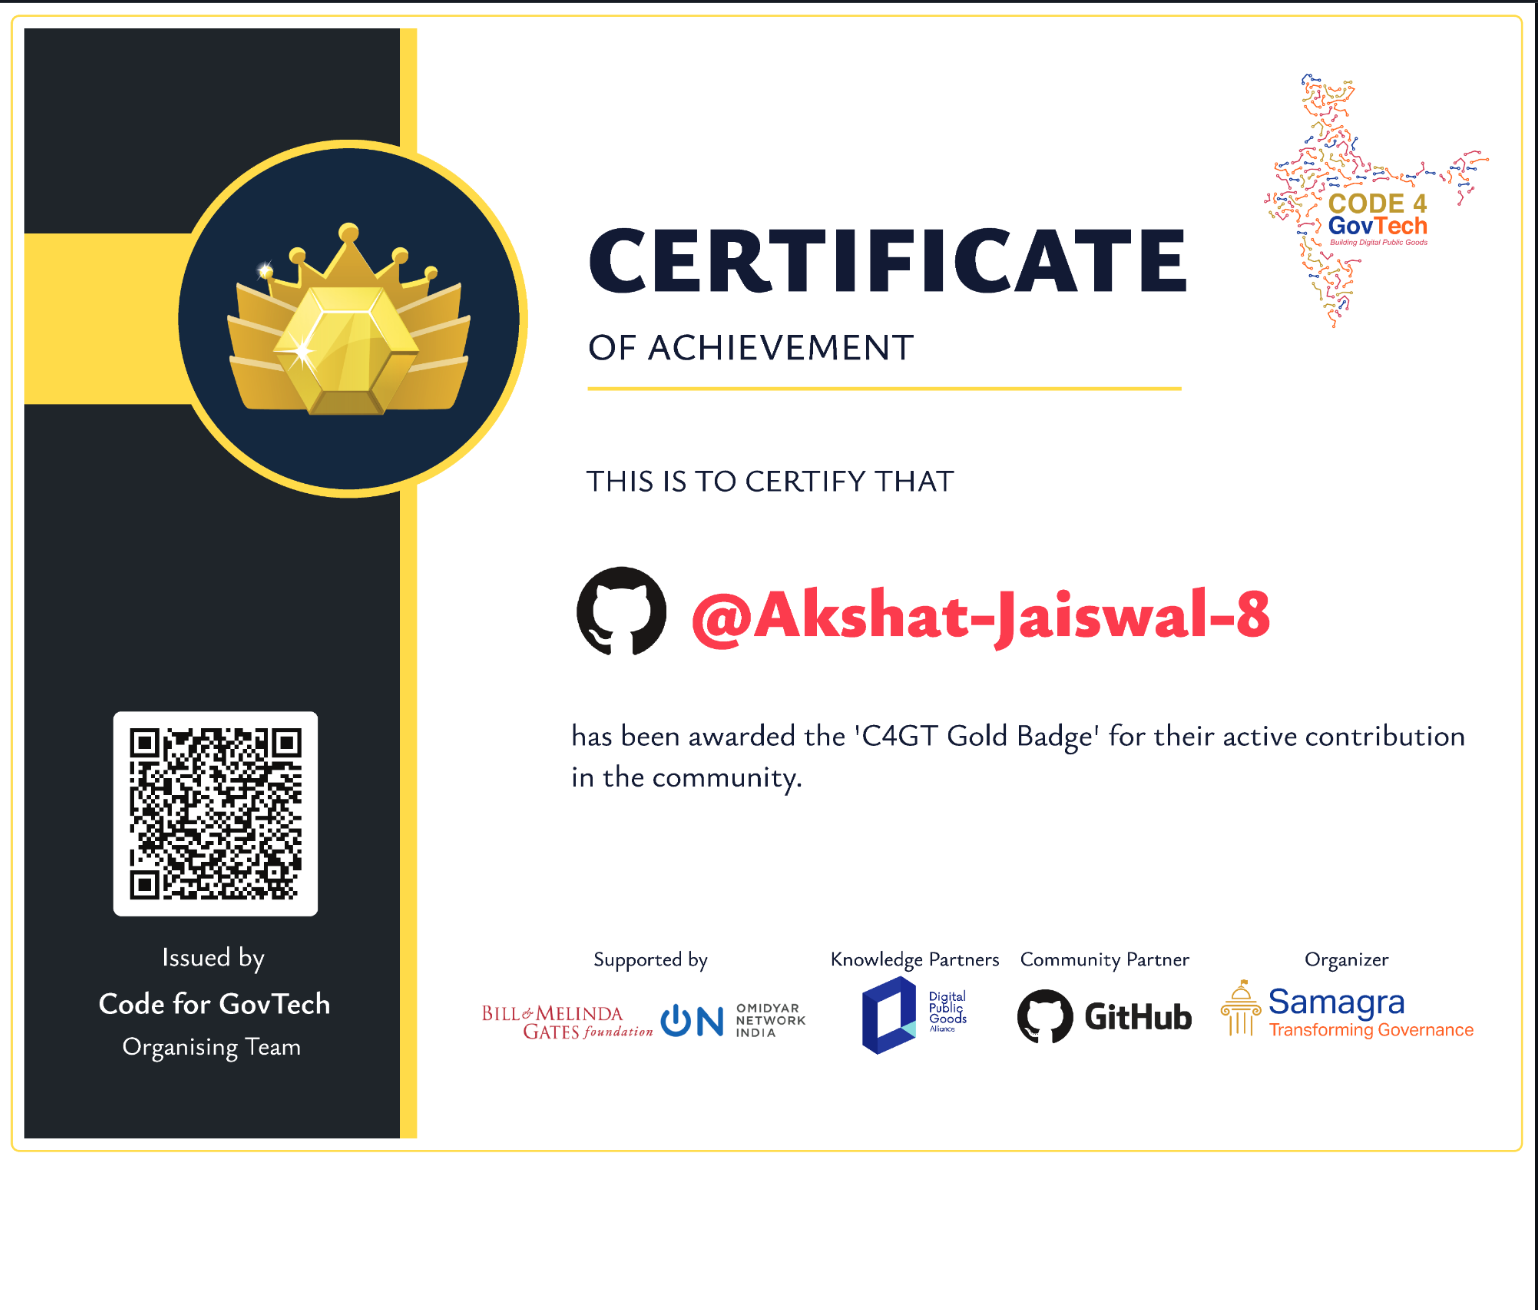 CERTIFICATE
OF ACHIEVEMENT
CODE 4
GovTech
Building Digital Public Goods
THIS IS TO CERTIFY THAT
@Akshat-Jaiswal-8
has been awarded the 'C4GT Gold Badge' for their active contribution
in the community.
Issued by
Code for GovTech
Organising Team
Supported by
BILL & MELINDA
GATES foundation
ON
OMIDYAR
NETWORK
INDIA
Knowledge Partners
Digital
Public
Goods
Alliance
Community Partner
GitHub
Organizer
Samagra
Transforming Governance